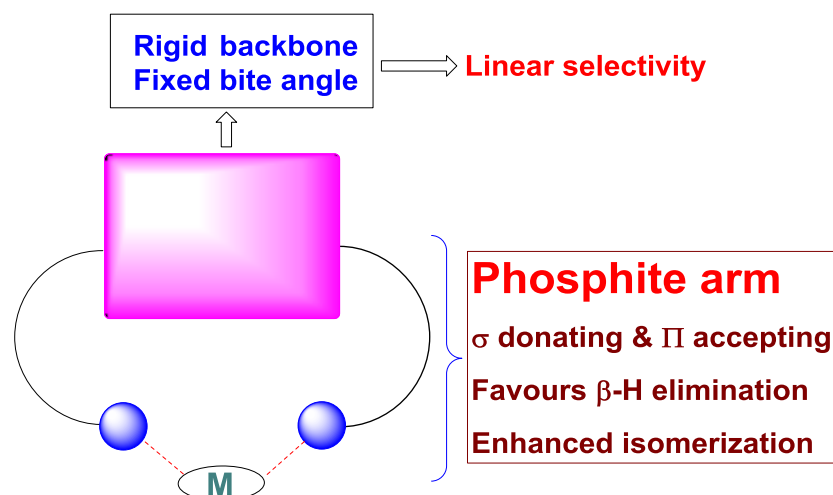 Rigid backbone
Fixed bite angle
Linear selectivity
Phosphite arm
σ donating & Π accepting
Favours β-H elimination
Enhanced isomerization
M